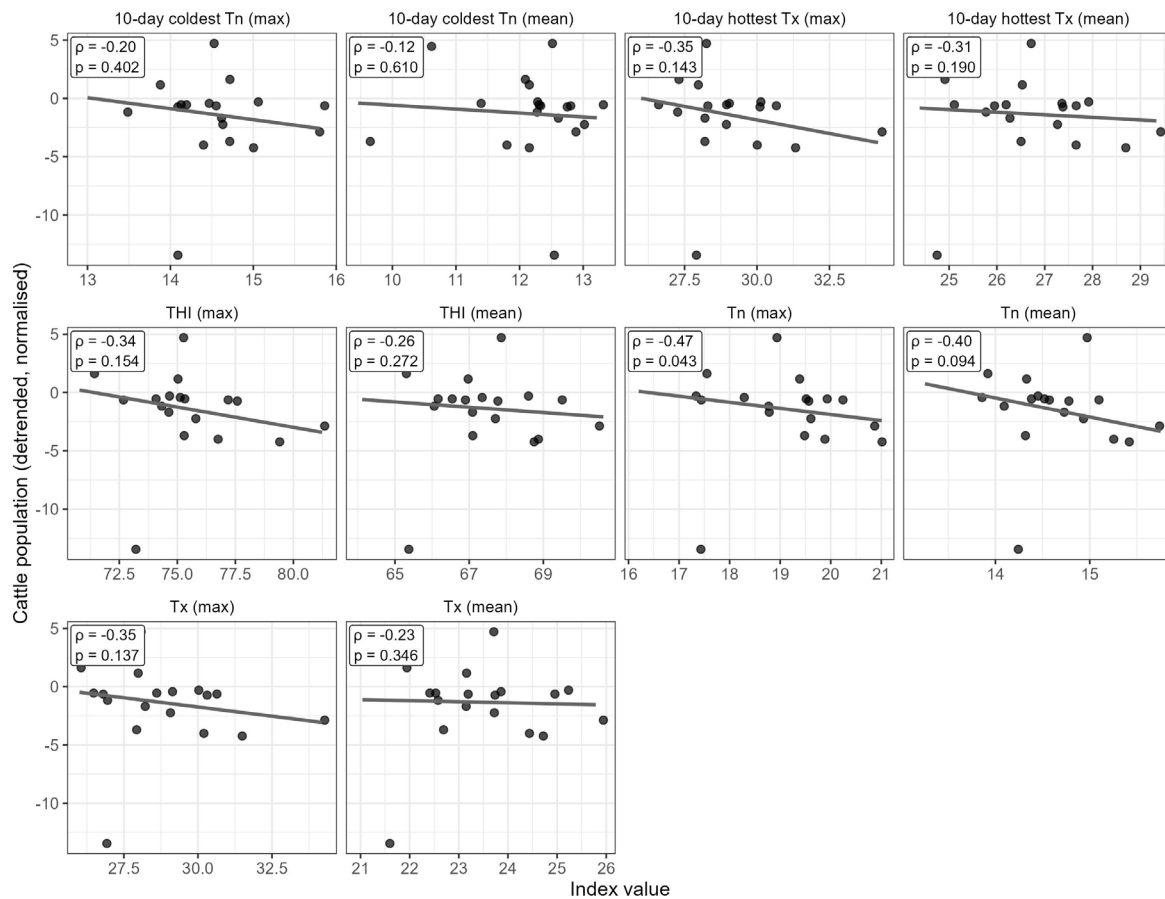 10-day coldest Tn (max)
10-day coldest Tn (mean)
10-day hottest Tx (max)
10-day hottest Tx (mean)
5
0
-5
-10
ρ = -0.20
p = 0.402
ρ = -0.12
p = 0.610
ρ = -0.35
p = 0.143
ρ = -0.31
p = 0.190
13 14 15 16
10 11 12 13
27.5 30.0 32.5
25 26 27 28 29
THI (max)
THI (mean)
Tn (max)
Tn (mean)
5
0
-5
-10
ρ = -0.34
p = 0.154
ρ = -0.26
p = 0.272
ρ = -0.47
p = 0.043
ρ = -0.40
p = 0.094
72.5 75.0 77.5 80.0
65 67 69
16 17 18 19 20 21
14 15
Tx (max)
Tx (mean)
5
0
-5
-10
ρ = -0.35
p = 0.137
ρ = -0.23
p = 0.346
27.5 30.0 32.5
21 22 23 24 25 26
Cattle population (detrended, normalised)
Index value